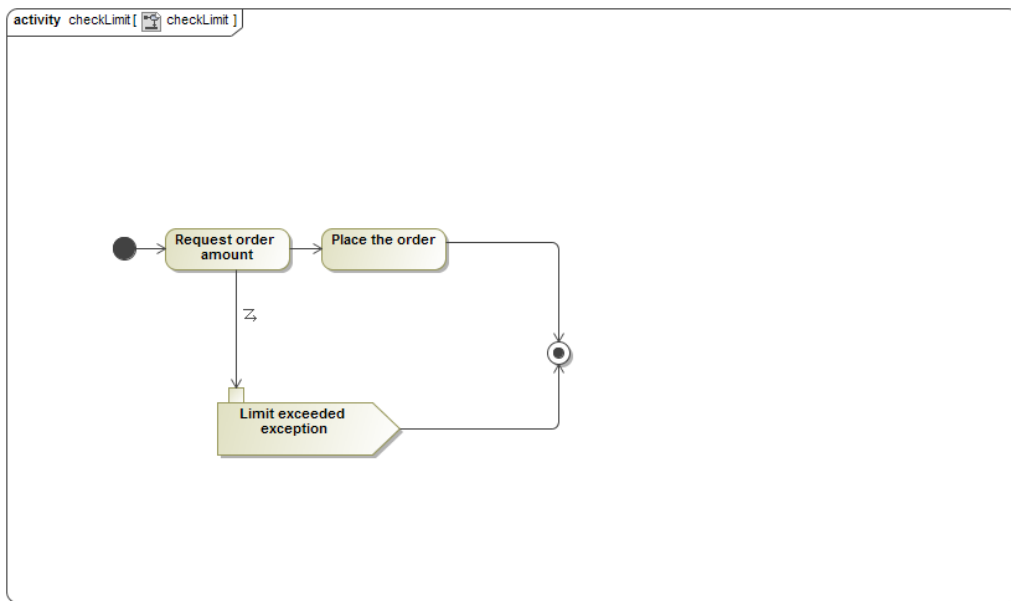 activity checkLimit [ checkLimit ]
Request order
amount
Place the order
Limit exceeded
exception